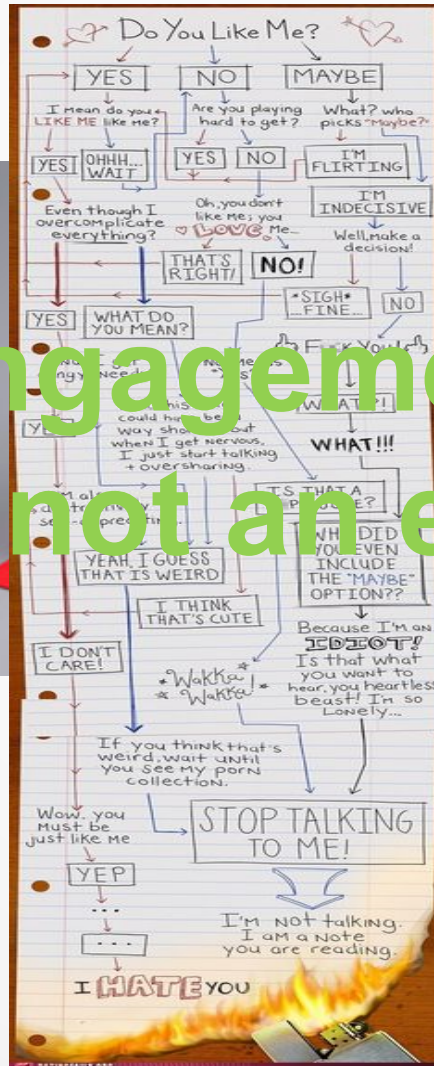 Do You Like Me?
YES
NO
MAYBE
I mean do you
LIKE ME like me?
Are you playing
hard to get?
What? who
picks "Maybe?"
YES!
OHHH...
WAIT
YES
NO
I'M
FLIRTING
I'M
INDECISIVE
Even though I
overcomplicate
everything?
Oh, you don't
like me; you
LOVE Me...
Well, make a
decision!
THAT'S
RIGHT!
NO!
*SIGH*
...FINE...
NO
YES
WHAT DO
YOU MEAN?
You!
ngageme
WHAT?!
could
way
when I get nervous,
I just start talking
+ oversharing.
WHAT!!!
not an e
IS THAT A
DID
YOU EVEN
INCLUDE
THE "MAYBE"
OPTION??
YEAH, I GUESS
THAT IS WEIRD
I THINK
THAT'S CUTE
Because I'm an
IDIOT!
Is that what
you want to
hear, you heartless
beast! I'm so
Lonely...
I DON'T
CARE!
*Wakka!
Wakka!*
If you think that's
weird, wait until
you see my porn
collection.
Wow, you
must be
just like me
STOP TALKING
TO ME!
YEP
...
...
I'm not talking.
I am a note
you are reading.
I HATE YOU